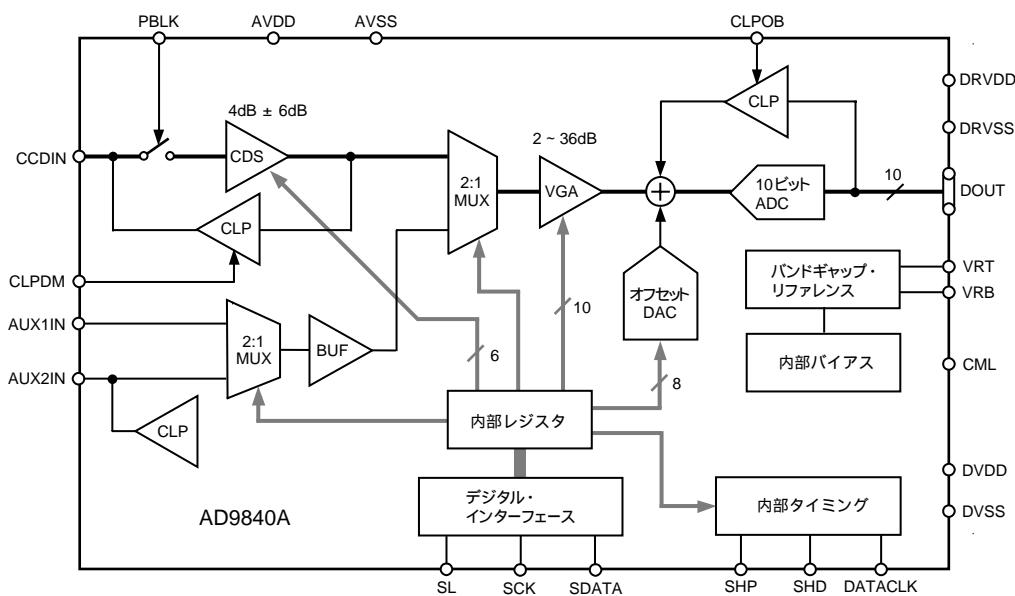 PBLK
AVDD
AVSS
CLPOB
4dB ± 6dB
2 ~ 36dB
CLP
DRVDD
DRVSS
CCDIN
CDS
2:1
MUX
VGA
10ビット
ADC
10
DOUT
CLP
CLPDM
バンドギャップ・
リファレンス
VRT
VRB
オフセット
DAC
10
AUX1IN
2:1
MUX
BUF
6
内部バイアス
CML
AUX2IN
8
CLP
内部レジスタ
DVDD
デジタル・
インターフェース
内部タイミング
DVSS
AD9840A
SL
SCK
SDATA
SHP
SHD
DATACLK